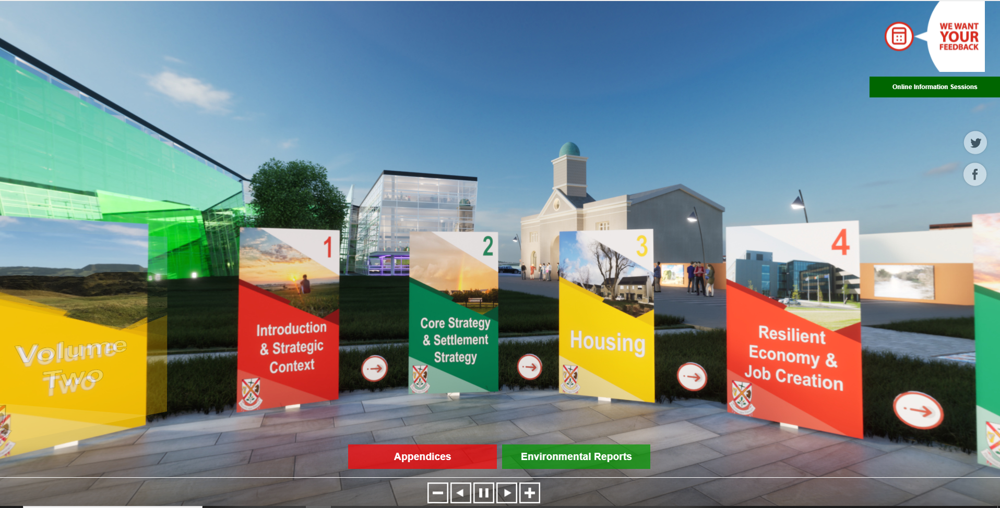 WE WANT
YOUR
FEEDBACK
Online Information Sessions
Volume
Two
1
Introduction
& Strategic
Context
2
Core Strategy
& Settlement
Strategy
3
Housing
4
Resilient
Economy &
Job Creation
Appendices
Environmental Reports